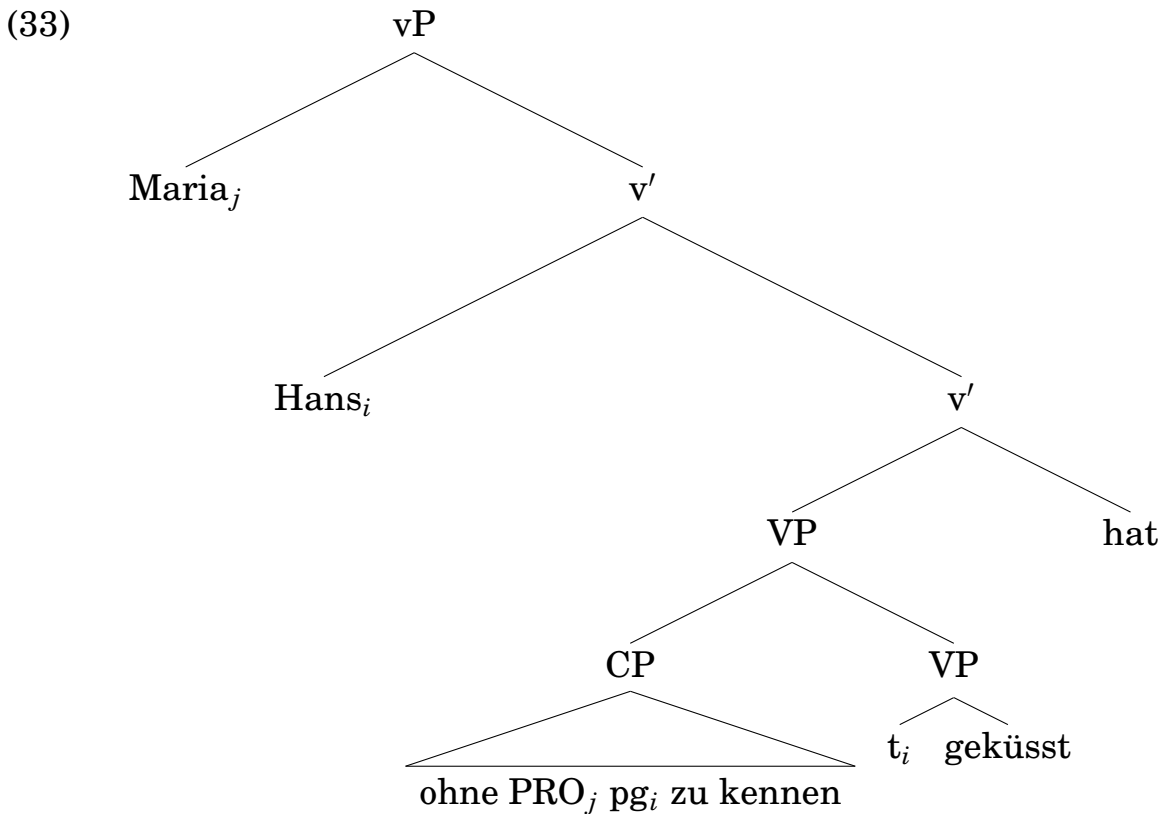 (33) vP
Maria_j v′
Hans_i v′
VP hat
CP VP
t_i geküsst
ohne PRO_j pg_i zu kennen